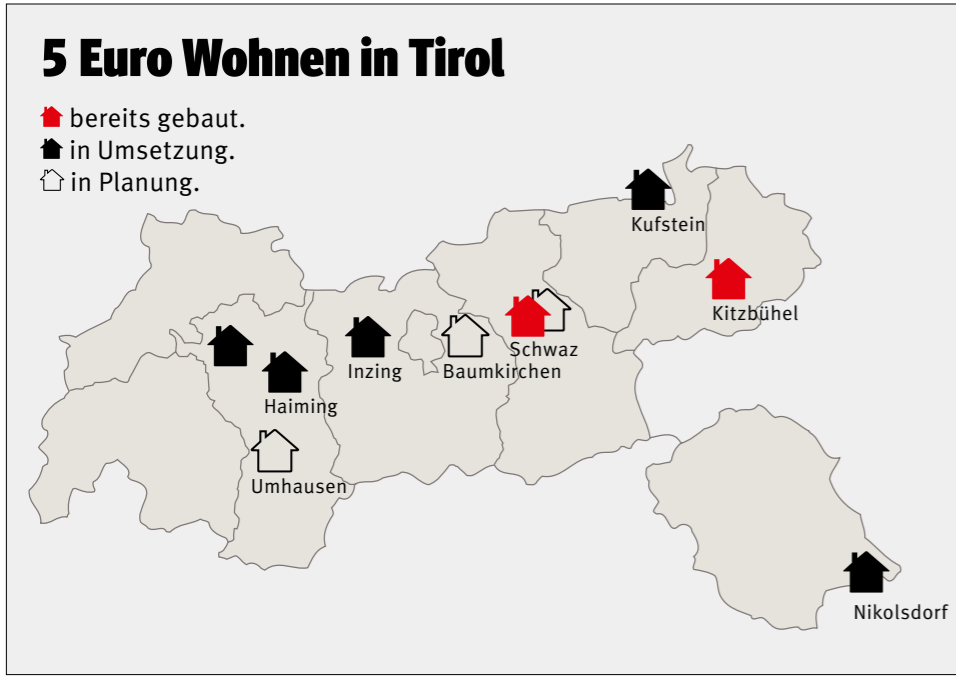 5 Euro Wohnen in Tirol
bereits gebaut.
in Umsetzung.
in Planung.
Kufstein
Kitzbühel
Schwaz
Inzing
Baumkirchen
Haiming
Umhausen
Nikolsdorf